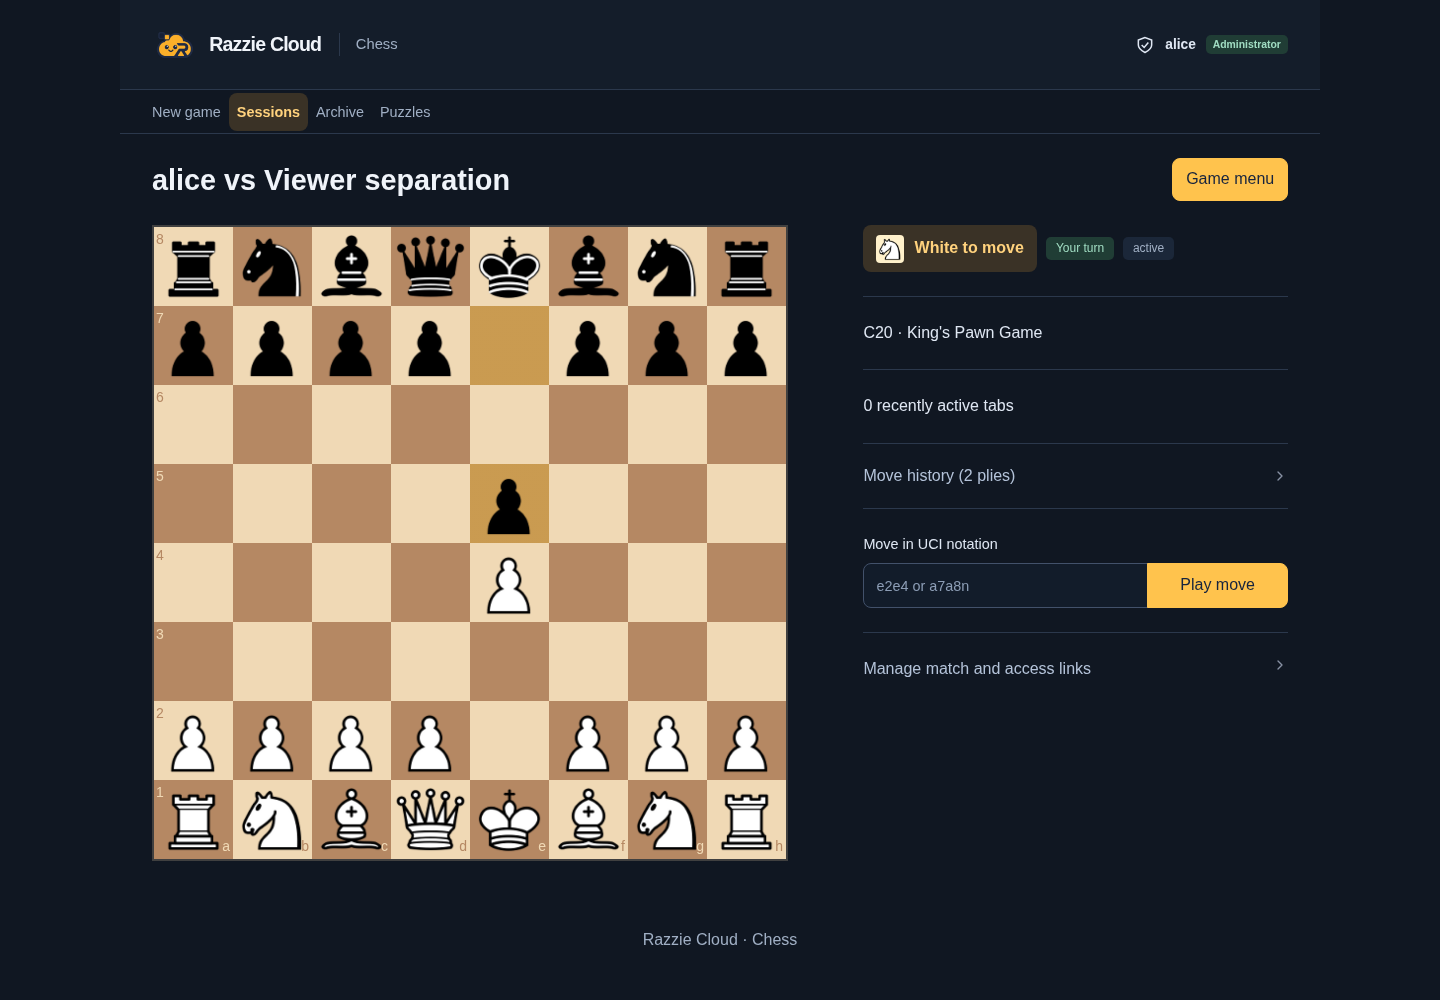 Razzie Cloud
Chess
alice
Administrator
New game
Sessions
Archive
Puzzles
alice vs Viewer separation
Game menu
8
7
6
5
4
3
2
1
a
b
c
d
e
f
g
h
White to move
Your turn
active
C20 · King's Pawn Game
0 recently active tabs
Move history (2 plies)
Move in UCI notation
e2e4 or a7a8n
Play move
Manage match and access links
Razzie Cloud · Chess